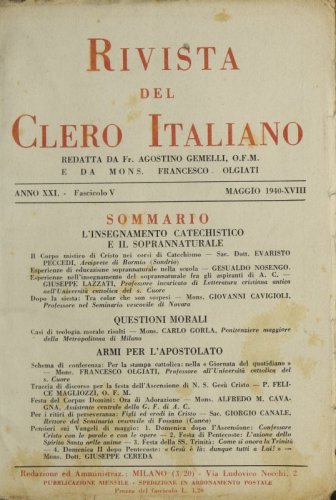 RIVISTA
DEL
CLERO ITALIANO
REDATTA DA Fr. AGOSTINO GEMELLI, O.F.M.
E DA MONS. FRANCESCO OLGIATI
ANNO XXI. - Fascicolo V MAGGIO 1940-XVIII
SOMMARIO
L'INSEGNAMENTO CATECHISTICO
E IL SOPRANNATURALE
Il Corpo mistico di Cristo nei corsi di Catechismo — Sac. Dott. EVARISTO
PECCEDI, Arciprete di Bormio (Sondrio)
Esperienze di educazione soprannaturale nella scuola — GESUALDO NOSENGO.
Esperienze nell'insegnamento del soprannaturale fra gli aspiranti di A. C. —
GIUSEPPE LAZZATI, Professore incaricato di Letteratura cristiana antica
nell'Università cattolica del s. Cuore
Dopo la siesta: Tra color che son sospesi — Mons. GIOVANNI CAVIGIOLI,
Professore nel Seminario vescovile di Novara
QUESTIONI MORALI
Casi di teologia morale risolti — Mons. CARLO GORLA, Penitenziere maggiore
della Metropolitana di Milano
ARMI PER L'APOSTOLATO
Schema di conferenza: Per la stampa cattolica: nella « Giornata del quotidiano »
— Mons. FRANCESCO OLGIATI, Professore all'Università cattolica del
s. Cuore
Traccia di discorso per la festa dell'Ascensione di N. S. Gesù Cristo — P. FELI-
CE MAGLIOZZI, O. F. M.
Festa del Corpus Domini: Ora di Adorazione — Mons. ALFREDO M. CAVA-
GNA, Assistente centrale della G. F. di A. C.
Per i ritiri di perseveranza: Figli ed eredi in Cristo — Sac. GIORGIO CANALE,
Rettore del Seminario vescovile di Fossano (Cuneo)
Pensieri sui Vangeli di maggio: 1. Domenica dopo l'Ascensione: Confessare
Cristo con le parole e con le opere — 2. Festa di Pentecoste: L'unione dello
Spirito Santo nelle anime — 3. Festa della SS. Trinità: Come si onora la Trinità
— 4. Domenica II dopo Pentecoste: « Gesù è là: dunque tutti a Lui! » —
Mons. Dott. GIUSEPPE CEREDA
Redazione ed Amministraz.: MILANO (3/20) - Via Ludovico Necchi, 2
PUBBLICAZIONE MENSILE - SPEDIZIONE IN ABBONAMENTO POSTALE
Prezzo del fascicolo L. 1,20